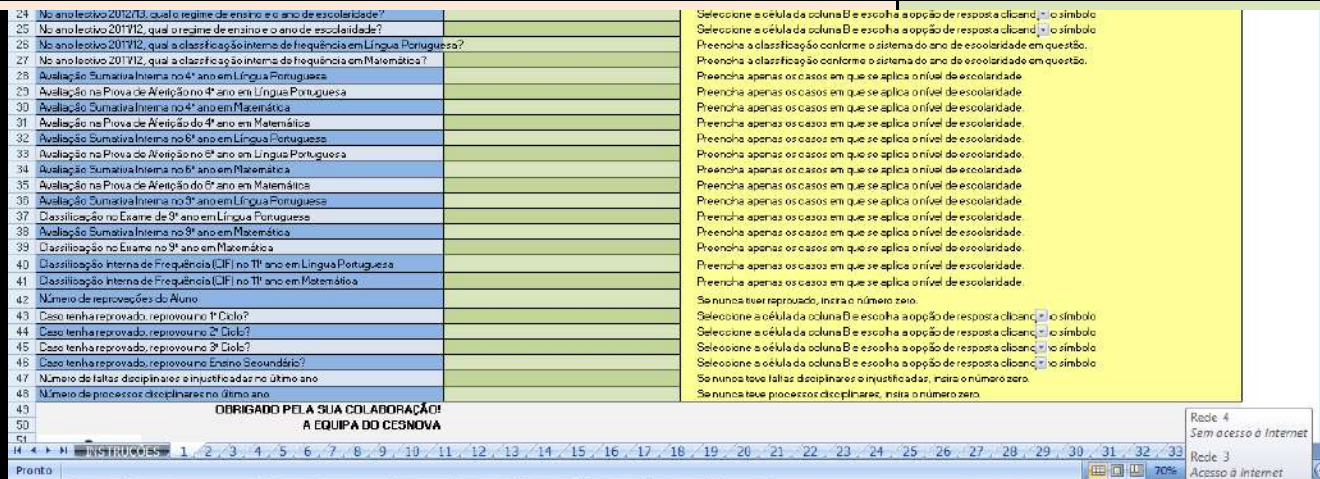 24 No ano lectivo 2012/13, qual o regime de ensino e o ano de escolaridade? Seleccione a célula da coluna B e escolha a opção de resposta clicand o símbolo
25 No ano lectivo 2011/12, qual o regime de ensino e o ano de escolaridade? Seleccione a célula da coluna B e escolha a opção de resposta clicand o símbolo
26 No ano lectivo 2011/12, qual a classificação interna de frequência em Língua Portuguesa? Preencha a classificação conforme o sistema do ano de escolaridade em questão.
27 No ano lectivo 2011/12, qual a classificação interna de frequência em Matemática? Preencha a classificação conforme o sistema do ano de escolaridade em questão.
28 Avaliação Sumativa Interna no 4º ano em Língua Portuguesa Preencha apenas os casos em que se aplica o nível de escolaridade.
29 Avaliação na Prova de Aferição no 4º ano em Língua Portuguesa Preencha apenas os casos em que se aplica o nível de escolaridade.
30 Avaliação Sumativa Interna no 4º ano em Matemática Preencha apenas os casos em que se aplica o nível de escolaridade.
31 Avaliação na Prova de Aferição do 4º ano em Matemática Preencha apenas os casos em que se aplica o nível de escolaridade.
32 Avaliação Sumativa Interna no 6º ano em Língua Portuguesa Preencha apenas os casos em que se aplica o nível de escolaridade.
33 Avaliação na Prova de Aferição no 6º ano em Língua Portuguesa Preencha apenas os casos em que se aplica o nível de escolaridade.
34 Avaliação Sumativa Interna no 6º ano em Matemática Preencha apenas os casos em que se aplica o nível de escolaridade.
35 Avaliação na Prova de Aferição do 6º ano em Matemática Preencha apenas os casos em que se aplica o nível de escolaridade.
36 Avaliação Sumativa Interna no 9º ano em Língua Portuguesa Preencha apenas os casos em que se aplica o nível de escolaridade.
37 Classificação no Exame de 9º ano em Língua Portuguesa Preencha apenas os casos em que se aplica o nível de escolaridade.
38 Avaliação Sumativa Interna no 9º ano em Matemática Preencha apenas os casos em que se aplica o nível de escolaridade.
39 Classificação no Exame no 9º ano em Matemática Preencha apenas os casos em que se aplica o nível de escolaridade.
40 Classificação Interna de Frequência (CIF) no 11º ano em Língua Portuguesa Preencha apenas os casos em que se aplica o nível de escolaridade.
41 Classificação Interna de Frequência (CIF) no 11º ano em Matemática Preencha apenas os casos em que se aplica o nível de escolaridade.
42 Número de reprovações do Aluno Se nunca tiver reprovado, insira o número zero.
43 Caso tenha reprovado, reprovou no 1º Ciclo? Seleccione a célula da coluna B e escolha a opção de resposta clicand o símbolo
44 Caso tenha reprovado, reprovou no 2º Ciclo? Seleccione a célula da coluna B e escolha a opção de resposta clicand o símbolo
45 Caso tenha reprovado, reprovou no 3º Ciclo? Seleccione a célula da coluna B e escolha a opção de resposta clicand o símbolo
46 Caso tenha reprovado, reprovou no Ensino Secundário? Seleccione a célula da coluna B e escolha a opção de resposta clicand o símbolo
47 Número de faltas disciplinares e injustificadas no último ano Se nunca teve faltas disciplinares e injustificadas, insira o número zero.
48 Número de processos disciplinares no último ano Se nunca teve processos disciplinares, insira o número zero.
49 OBRIGADO PELA SUA COLABORAÇÃO!
50 A EQUIPA DO CESNOVA
51
Rede 4
Sem acesso à Internet
INSTRUÇÕES 1 2 3 4 5 6 7 8 9 10 11 12 13 14 15 16 17 18 19 20 21 22 23 24 25 26 27 28 29 30 31 32 33
Rede 3
Acesso à Internet
Pronto 70%